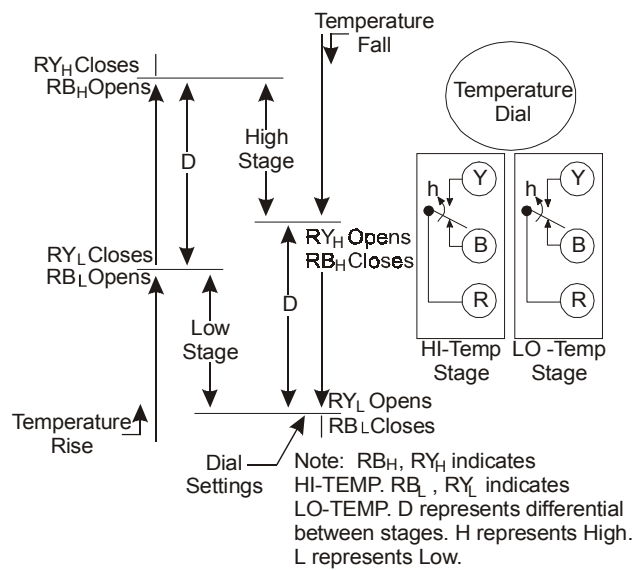 Temperature
Fall
RYH Closes
RBH Opens
D
High
Stage
RYH Opens
RBH Closes
RYL Closes
RBL Opens
D
Low
Stage
RYL Opens
RBL Closes
Temperature
Rise
Dial
Settings
Temperature
Dial
h
Y
B
R
HI-Temp
Stage
h
Y
B
R
LO -Temp
Stage
Note: RBH, RYH indicates
HI-TEMP. RBL , RYL indicates
LO-TEMP. D represents differential
between stages. H represents High.
L represents Low.